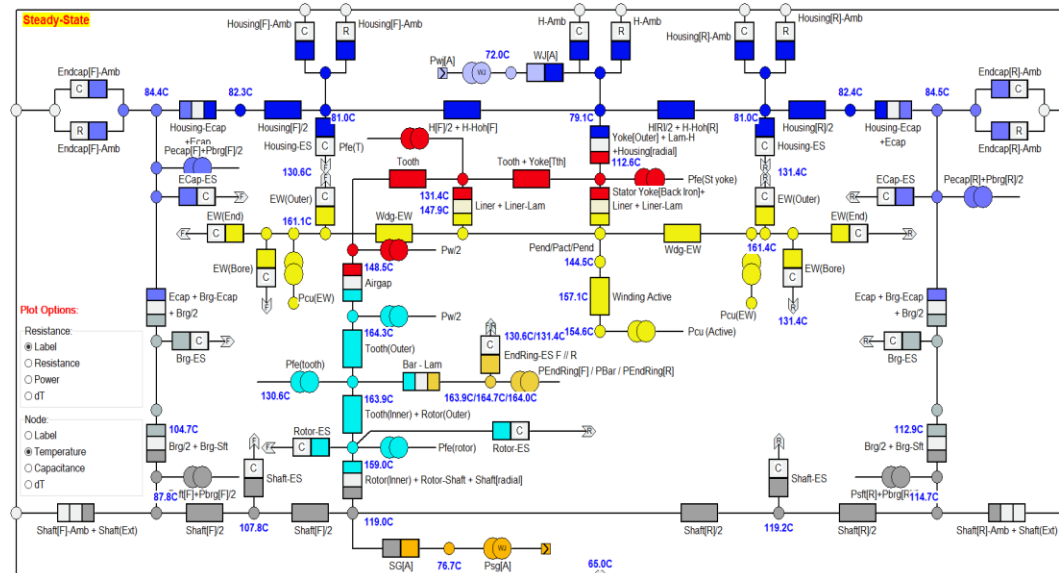 Steady-State
Housing[F]-Amb
Housing[F]-Amb
H-Amb
H-Amb
Housing[R]-Amb
Housing[R]-Amb
C
R
C
R
C
R
Endcap[F]-Amb
C
R
Endcap[F]-Amb
84.4C
82.3C
Housing-Ecap
+Ecap
Housing[F]/2
81.0C
H[F]/2 + H-Hoh[F]
Pwj[A]
WJ
72.0C
WJ[A]
79.1C
H[R]/2 + H-Hoh[R]
81.0C
Housing[R]/2
82.4C
84.5C
Housing-Ecap
+Ecap
Endcap[R]-Amb
C
R
Endcap[R]-Amb
Pecap[F]+Pbrg[F]/2
ECap-ES
C
F
Housing-ES
C
130.6C
F
Pfe(T)
Tooth
Tooth + Yoke[Th]
Yoke[Outer] + Lam-H
+Housing[radial]
112.6C
Pfe(St yoke)
Housing-ES
C
131.4C
R
ECap-ES
C
R
Pecap[R]+Pbrg[R]/2
EW(Outer)
C
161.1C
131.4C
147.9C
Liner + Liner-Lam
Stator Yoke[Back Iron]+
Liner + Liner-Lam
EW(Outer)
C
EW(End)
F
C
Wdg-EW
Wdg-EW
161.4C
EW(End)
C
R
EW(Bore)
C
F
Pcu(EW)
Pw/2
148.5C
Airgap
Pend/Pact/Pend
144.5C
157.1C
Winding Active
154.6C
Pcu (Active)
Pcu(EW)
EW(Bore)
C
R
131.4C
Plot Options:
Resistance:
Label
Resistance
Power
dT
Node:
Label
Temperature
Capacitance
dT
Ecap + Brg-Ecap
+ Brg/2
Brg-ES
C
F
Pw/2
164.3C
Tooth(Outer)
130.6C/131.4C
C
EndRing-ES F // R
PEndRing[F] / PBar / PEndRing[R]
Pfe(tooth)
130.6C
Bar - Lam
163.9C/164.7C/164.0C
163.9C
Tooth(Inner) + Rotor(Outer)
Ecap + Brg-Ecap
+ Brg/2
Brg-ES
C
R
104.7C
Brg/2 + Brg-Sft
F
C
Shaft-ES
Rotor-ES
F
C
Pfe(rotor)
C
Rotor-ES
R
159.0C
Rotor(Inner) + Rotor-Shaft + Shaft[radial]
R
C
Shaft-ES
112.9C
Brg/2 + Brg-Sft
87.8C
Shaft[F]-Amb + Shaft(Ext)
Shaft[F]/2
107.8C
Shaft[F]/2
119.0C
Shaft[R]/2
119.2C
Shaft[R]/2
114.7C
Shaft[R]-Amb + Shaft(Ext)
SG[A]
76.7C
WJ
Psg[A]
65.0C